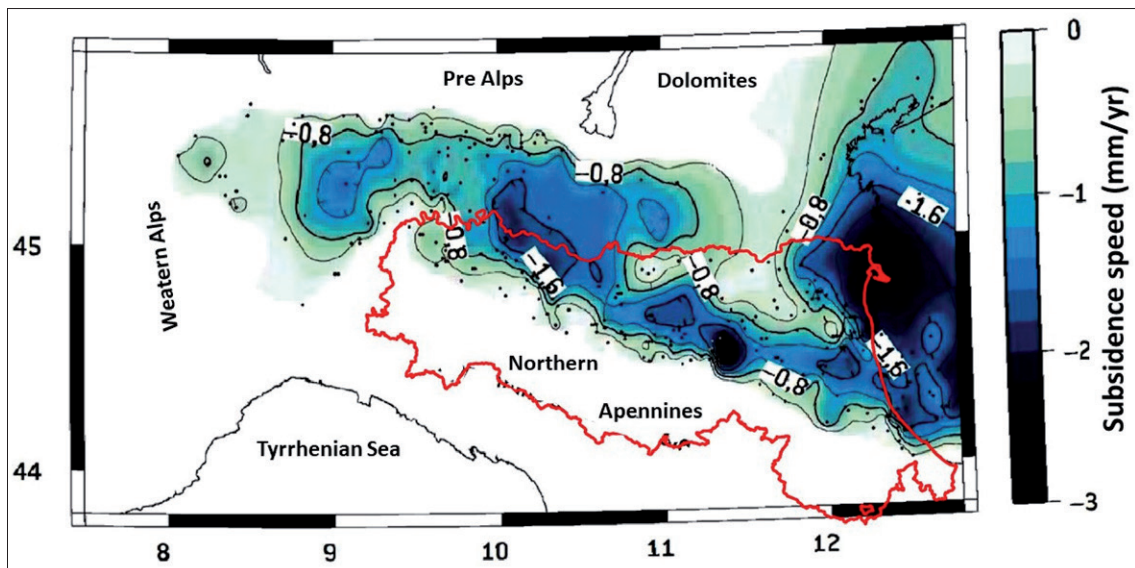 Pre Alps
Dolomites
Weatern Alps
Northern
Apennines
Tyrrhenian Sea
-0,8
-0,8
-0,8
-0,8
-0,8
-0,8
-1.6
-1.6
-1.6
45
44
8
9
10
11
12
0
-1
-2
-3
Subsidence speed (mm/yr)